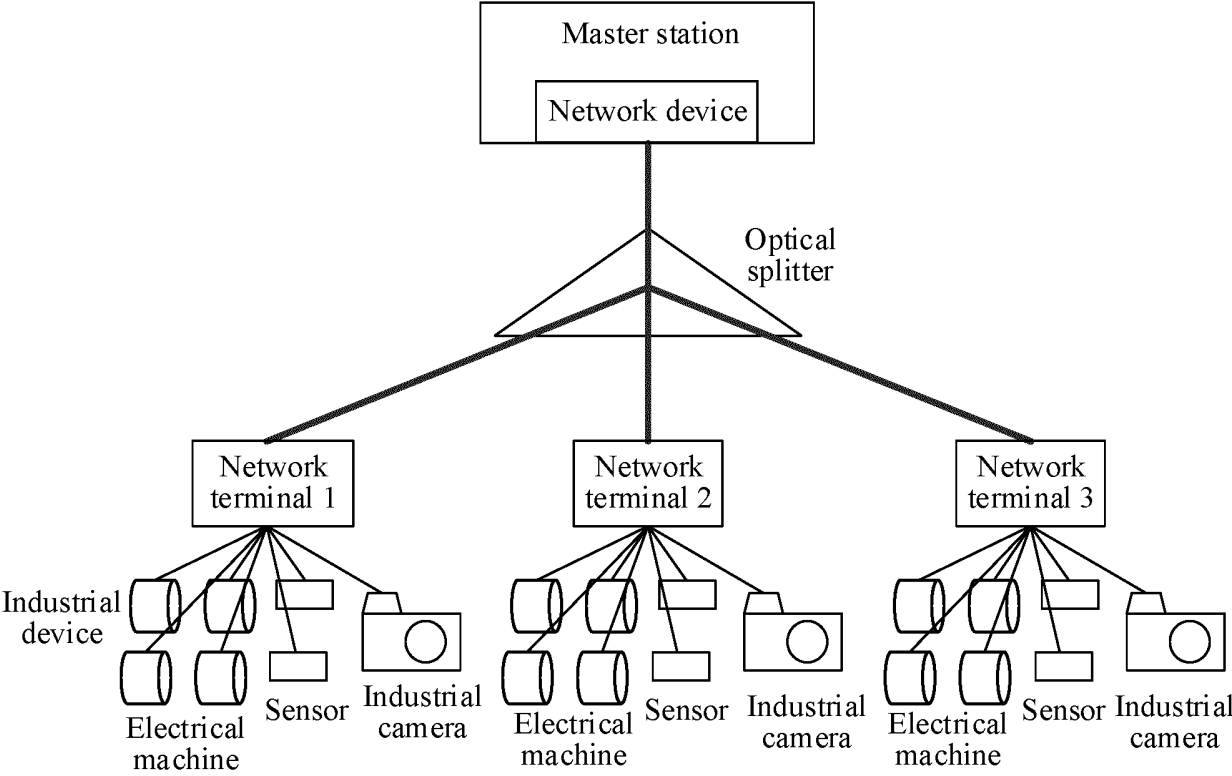 Master station
Network device
Optical
splitter
Network
terminal 1
Network
terminal 2
Network
terminal 3
Industrial
device
Electrical
machine
Sensor
Industrial
camera
Electrical
machine
Sensor
Industrial
camera
Electrical
machine
Sensor
Industrial
camera